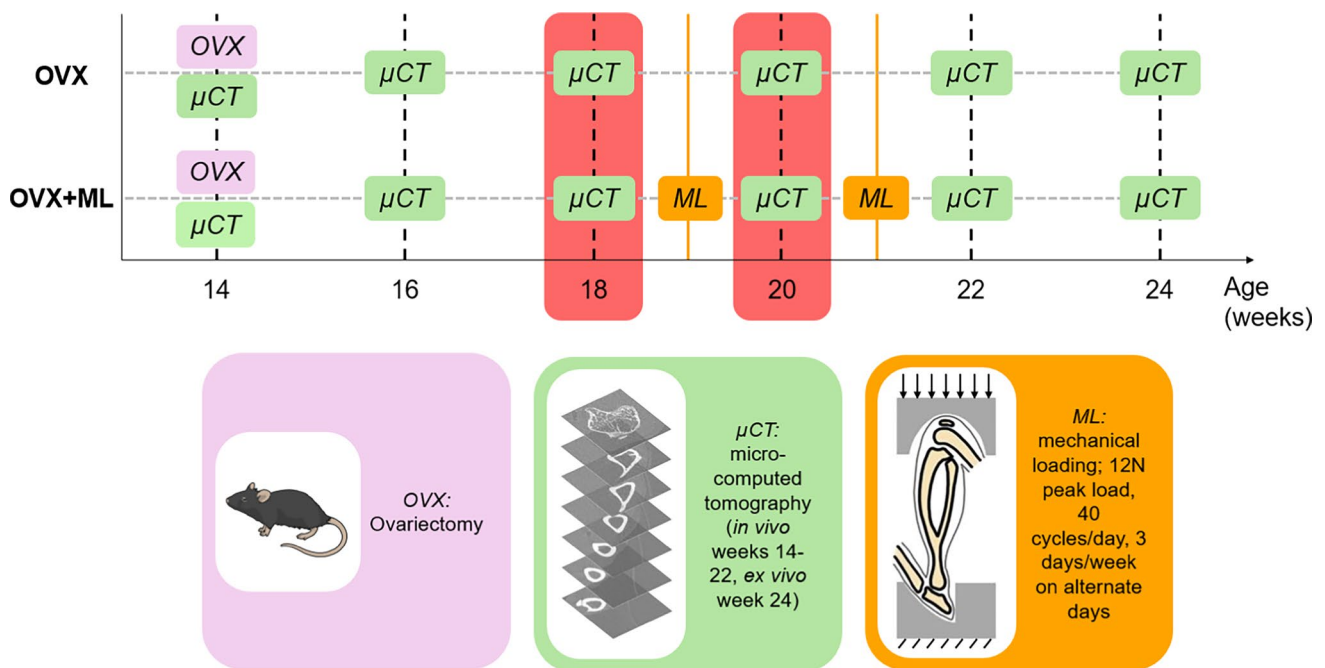 OVX
OVX
μCT
μCT
μCT
μCT
μCT
μCT
OVX+ML
OVX
μCT
μCT
μCT
ML
μCT
ML
μCT
μCT
14
16
18
20
22
24
Age
(weeks)
OVX:
Ovariectomy
μCT:
micro-
computed
tomography
(in vivo
weeks 14-
22, ex vivo
week 24)
ML:
mechanical
loading; 12N
peak load,
40
cycles/day, 3
days/week
on alternate
days